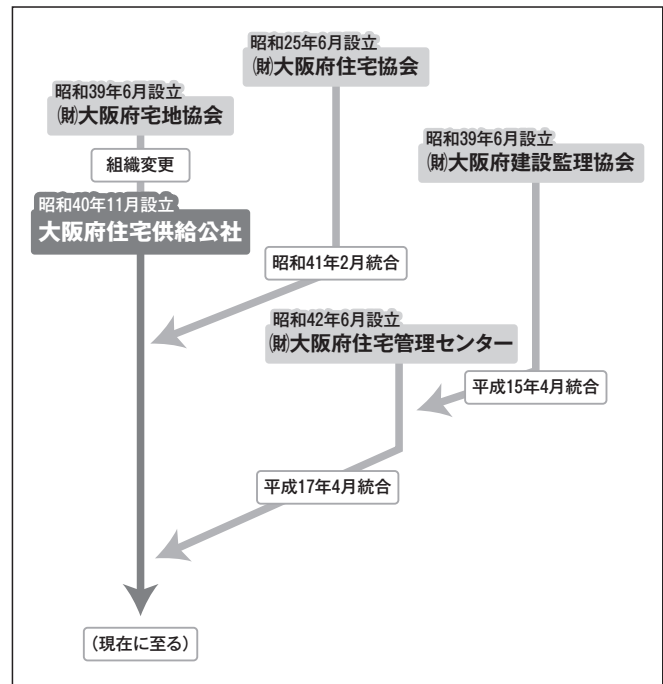 昭和25年6月設立
(財)大阪府住宅協会
昭和39年6月設立
(財)大阪府宅地協会
昭和39年6月設立
(財)大阪府建設監理協会
組織変更
昭和40年11月設立
大阪府住宅供給公社
昭和41年2月統合
昭和42年6月設立
(財)大阪府住宅管理センター
平成15年4月統合
平成17年4月統合
(現在に至る)